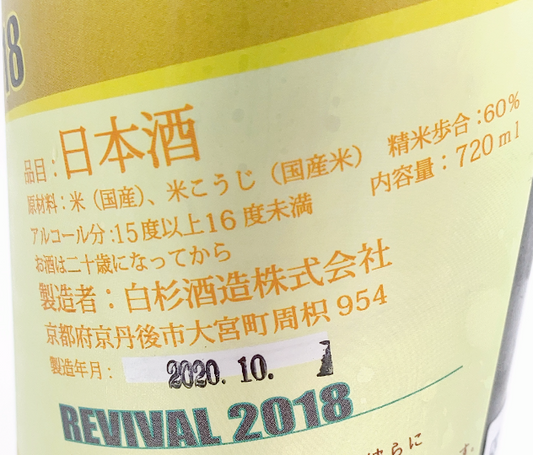 18
品目：日本酒
原材料：米（国産）、米こうじ（国産米） 精米歩合：60％
アルコール分：15度以上16度未満 内容量：720ml
お酒は二十歳になってから
製造者：白杉酒造株式会社
京都府京丹後市大宮町周枳954
製造年月：2020. 10.
REVIVAL 2018
はらに